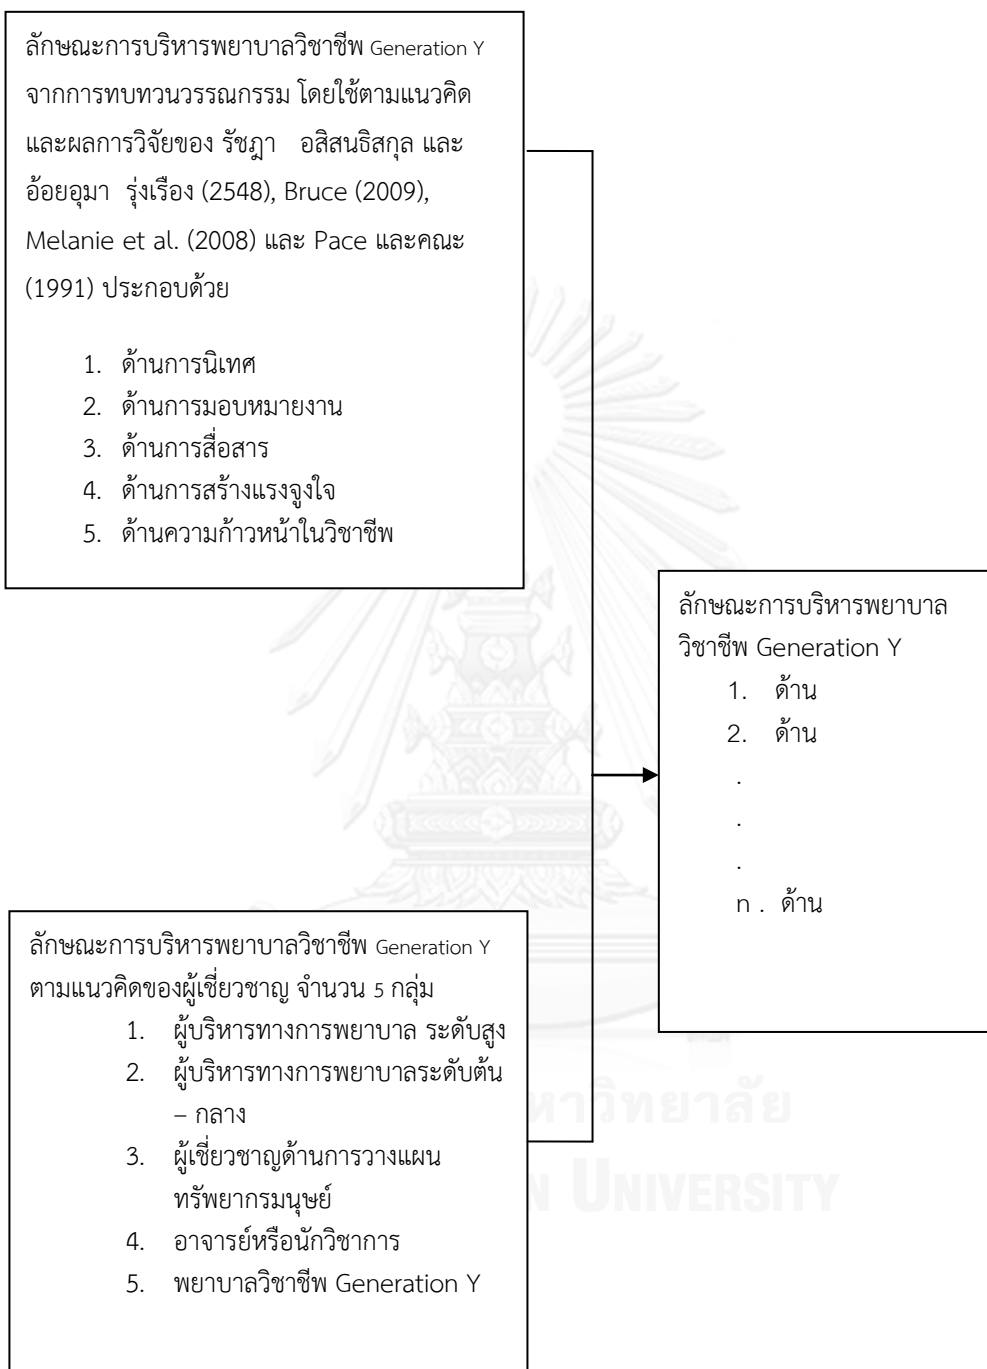 ลักษณะการบริหารพยาบาลวิชาชีพ Generation Y
จากการทบทวนวรรณกรรม โดยใช้ตามแนวคิด
และผลการวิจัยของ รัชฎา อสิสนธิสกุล และ
อ้อยอุมา รุ่งเรือง (2548), Bruce (2009),
Melanie et al. (2008) และ Pace และคณะ
(1991) ประกอบด้วย
1. ด้านการนิเทศ
2. ด้านการมอบหมายงาน
3. ด้านการสื่อสาร
4. ด้านการสร้างแรงจูงใจ
5. ด้านความก้าวหน้าในวิชาชีพ
ลักษณะการบริหารพยาบาล
วิชาชีพ Generation Y
1. ด้าน
2. ด้าน
.
.
.
n . ด้าน
ลักษณะการบริหารพยาบาลวิชาชีพ Generation Y
ตามแนวคิดของผู้เชี่ยวชาญ จำนวน 5 กลุ่ม
1. ผู้บริหารทางการพยาบาล ระดับสูง
2. ผู้บริหารทางการพยาบาลระดับต้น
– กลาง
3. ผู้เชี่ยวชาญด้านการวางแผน
ทรัพยากรมนุษย์
4. อาจารย์หรือนักวิชาการ
5. พยาบาลวิชาชีพ Generation Y
หาวิทยาลัย
N UNIVERSITY